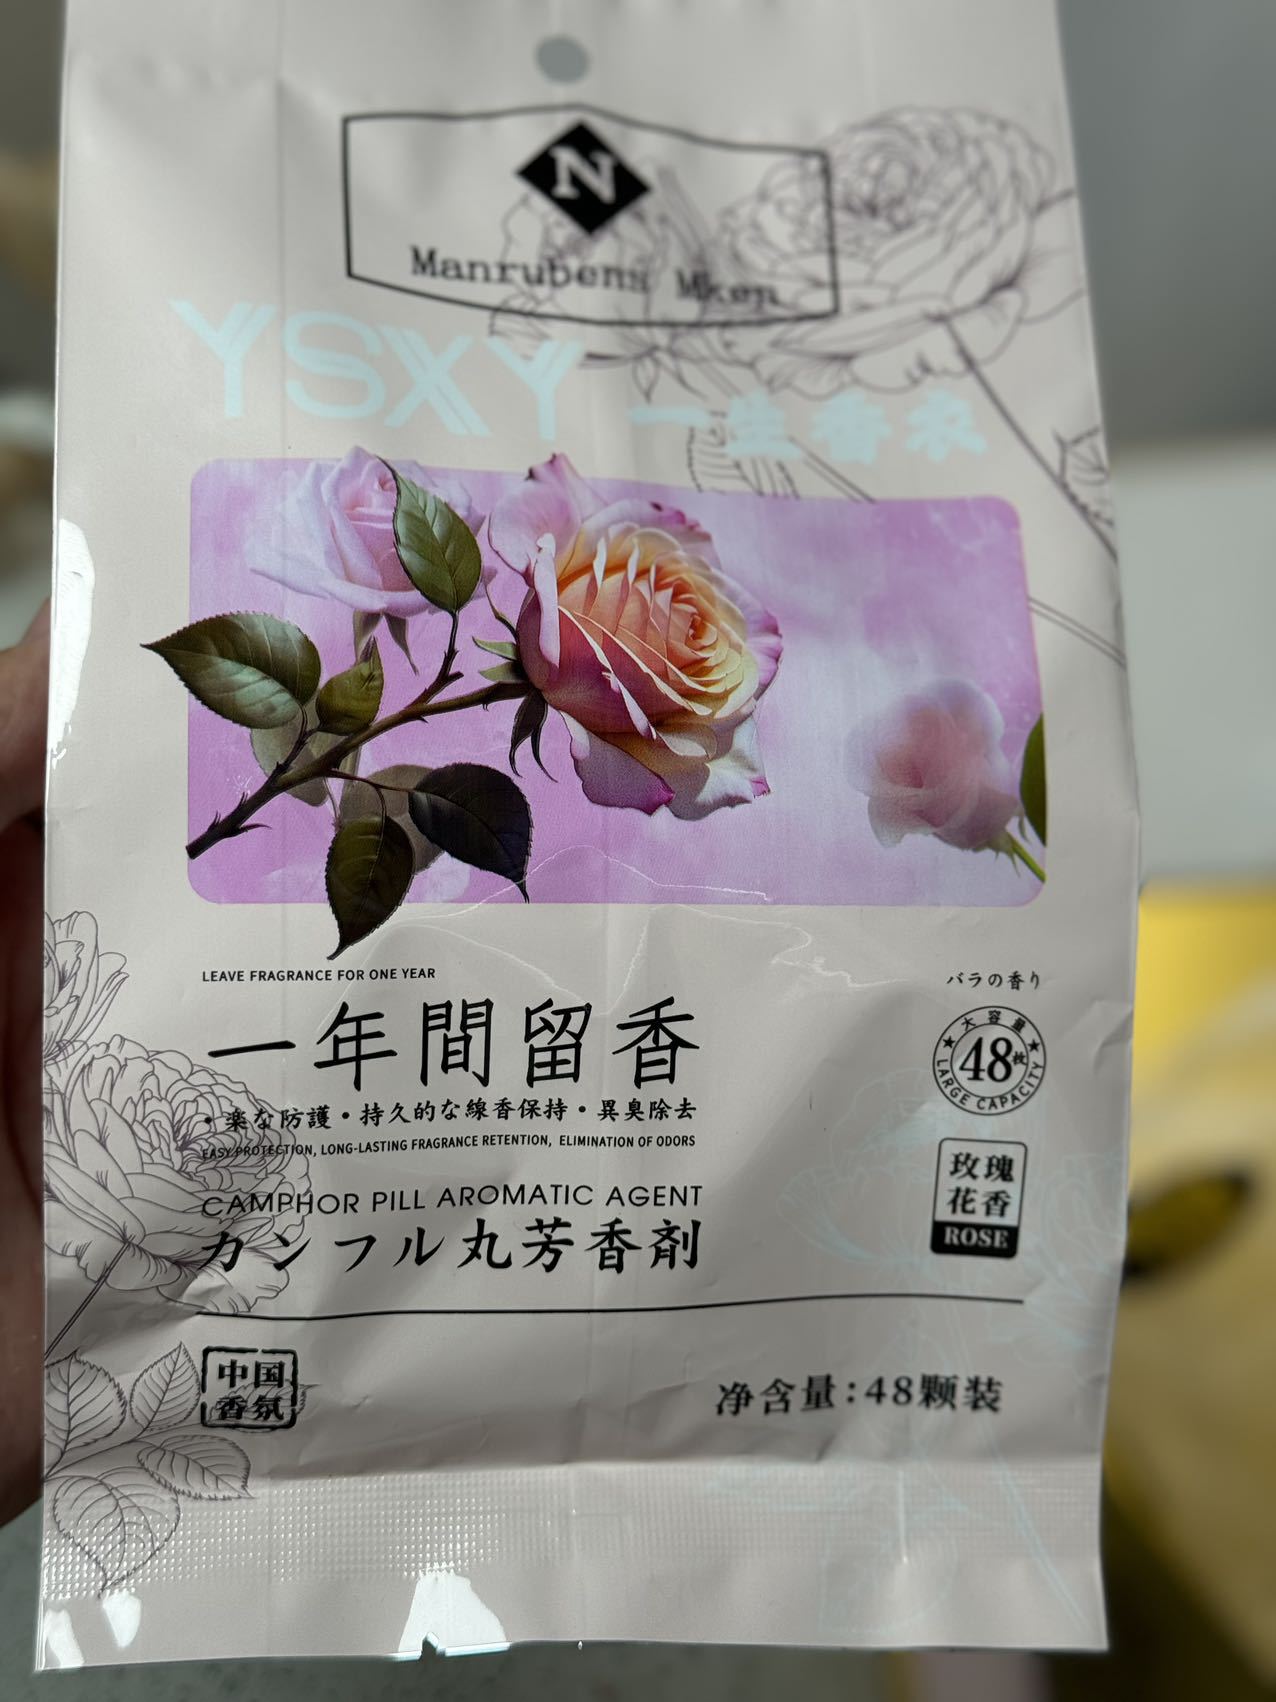 N
Manrubens Mken
YSXY 一生香衣
LEAVE FRAGRANCE FOR ONE YEAR
バラの香り
一年間留香
大容量
48枚
LARGE CAPACITY
・楽な防護・持久的な線香保持・異臭除去
EASY PROTECTION, LONG-LASTING FRAGRANCE RETENTION, ELIMINATION OF ODORS
玫瑰
花香
ROSE
CAMPHOR PILL AROMATIC AGENT
カンフル丸芳香剤
中国
香氛
净含量:48颗装